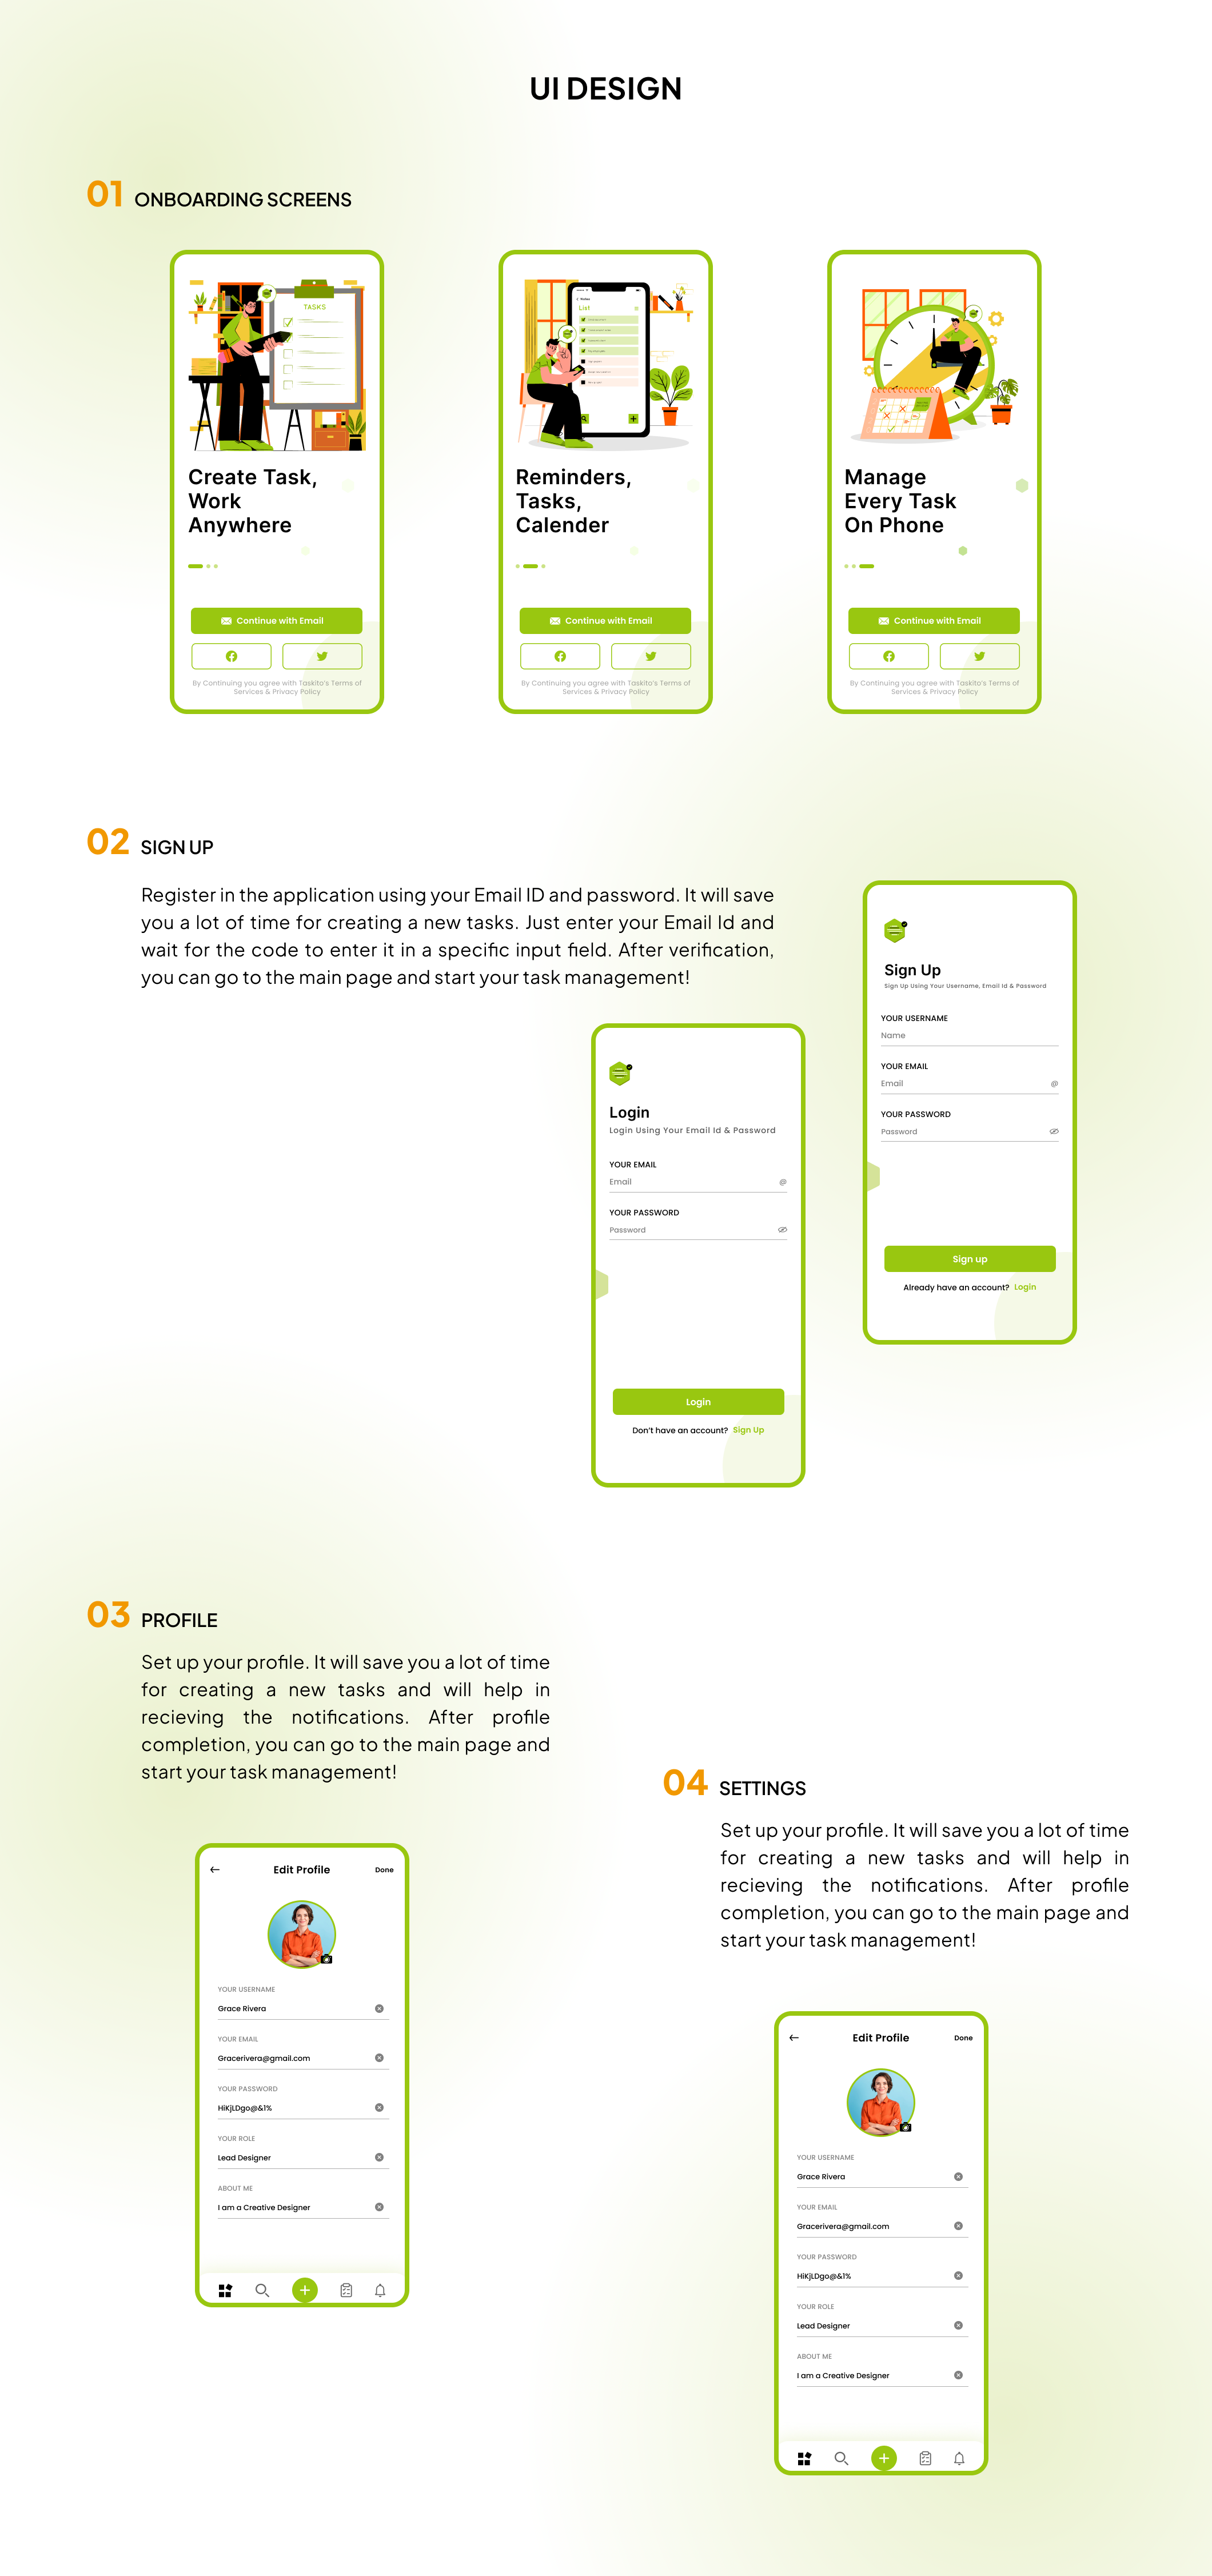 UI DESIGN
01 ONBOARDING SCREENS
TASKS
Create Task,
Work
Anywhere
Continue with Email
By Continuing you agree with Taskito's Terms of
Services & Privacy Policy
Notes
List
Reminders,
Tasks,
Calender
Continue with Email
By Continuing you agree with Taskito's Terms of
Services & Privacy Policy
Manage
Every Task
On Phone
Continue with Email
By Continuing you agree with Taskito's Terms of
Services & Privacy Policy
02 SIGN UP
Register in the application using your Email ID and password. It will save
you a lot of time for creating a new tasks. Just enter your Email Id and
wait for the code to enter it in a specific input field. After verification,
you can go to the main page and start your task management!
Login
Login Using Your Email Id & Password
YOUR EMAIL
Email @
YOUR PASSWORD
Password
Login
Don't have an account? Sign Up
Sign Up
Sign Up Using Your Username, Email Id & Password
YOUR USERNAME
Name
YOUR EMAIL
Email @
YOUR PASSWORD
Password
Sign up
Already have an account? Login
03 PROFILE
Set up your profile. It will save you a lot of time
for creating a new tasks and will help in
recieving the notifications. After profile
completion, you can go to the main page and
start your task management!
Edit Profile Done
YOUR USERNAME
Grace Rivera
YOUR EMAIL
Gracerivera@gmail.com
YOUR PASSWORD
HiKjLDgo@&1%
YOUR ROLE
Lead Designer
ABOUT ME
I am a Creative Designer
04 SETTINGS
Set up your profile. It will save you a lot of time
for creating a new tasks and will help in
recieving the notifications. After profile
completion, you can go to the main page and
start your task management!
Edit Profile Done
YOUR USERNAME
Grace Rivera
YOUR EMAIL
Gracerivera@gmail.com
YOUR PASSWORD
HiKjLDgo@&1%
YOUR ROLE
Lead Designer
ABOUT ME
I am a Creative Designer